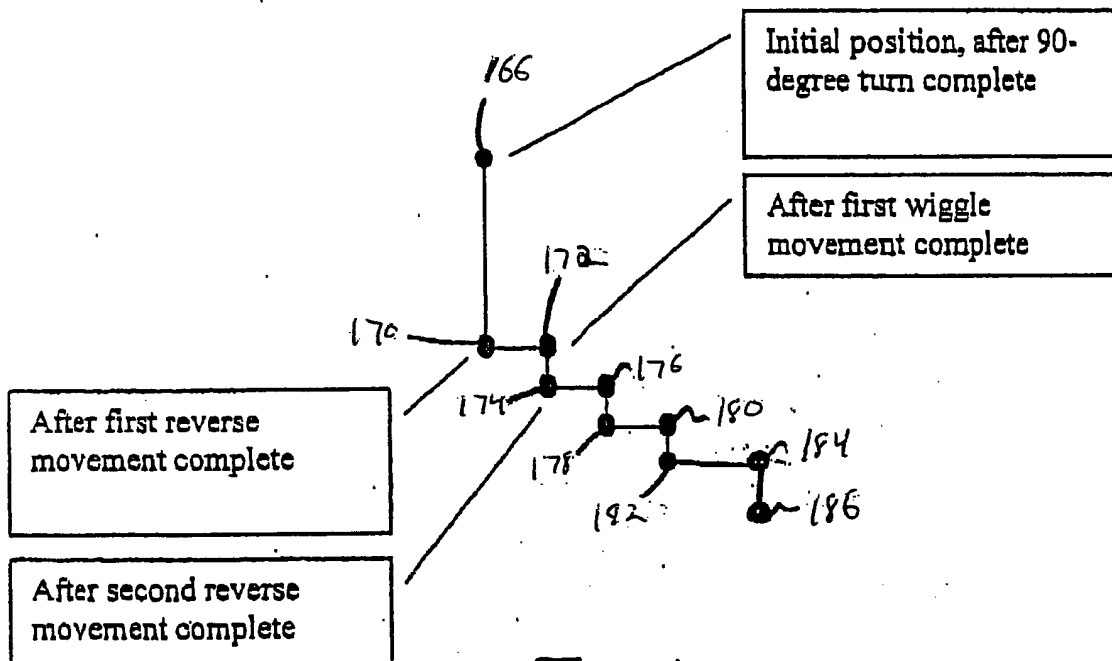 Initial position, after 90-
degree turn complete
166
After first wiggle
movement complete
172
170
176
174
180
After first reverse
movement complete
178
184
182
186
After second reverse
movement complete